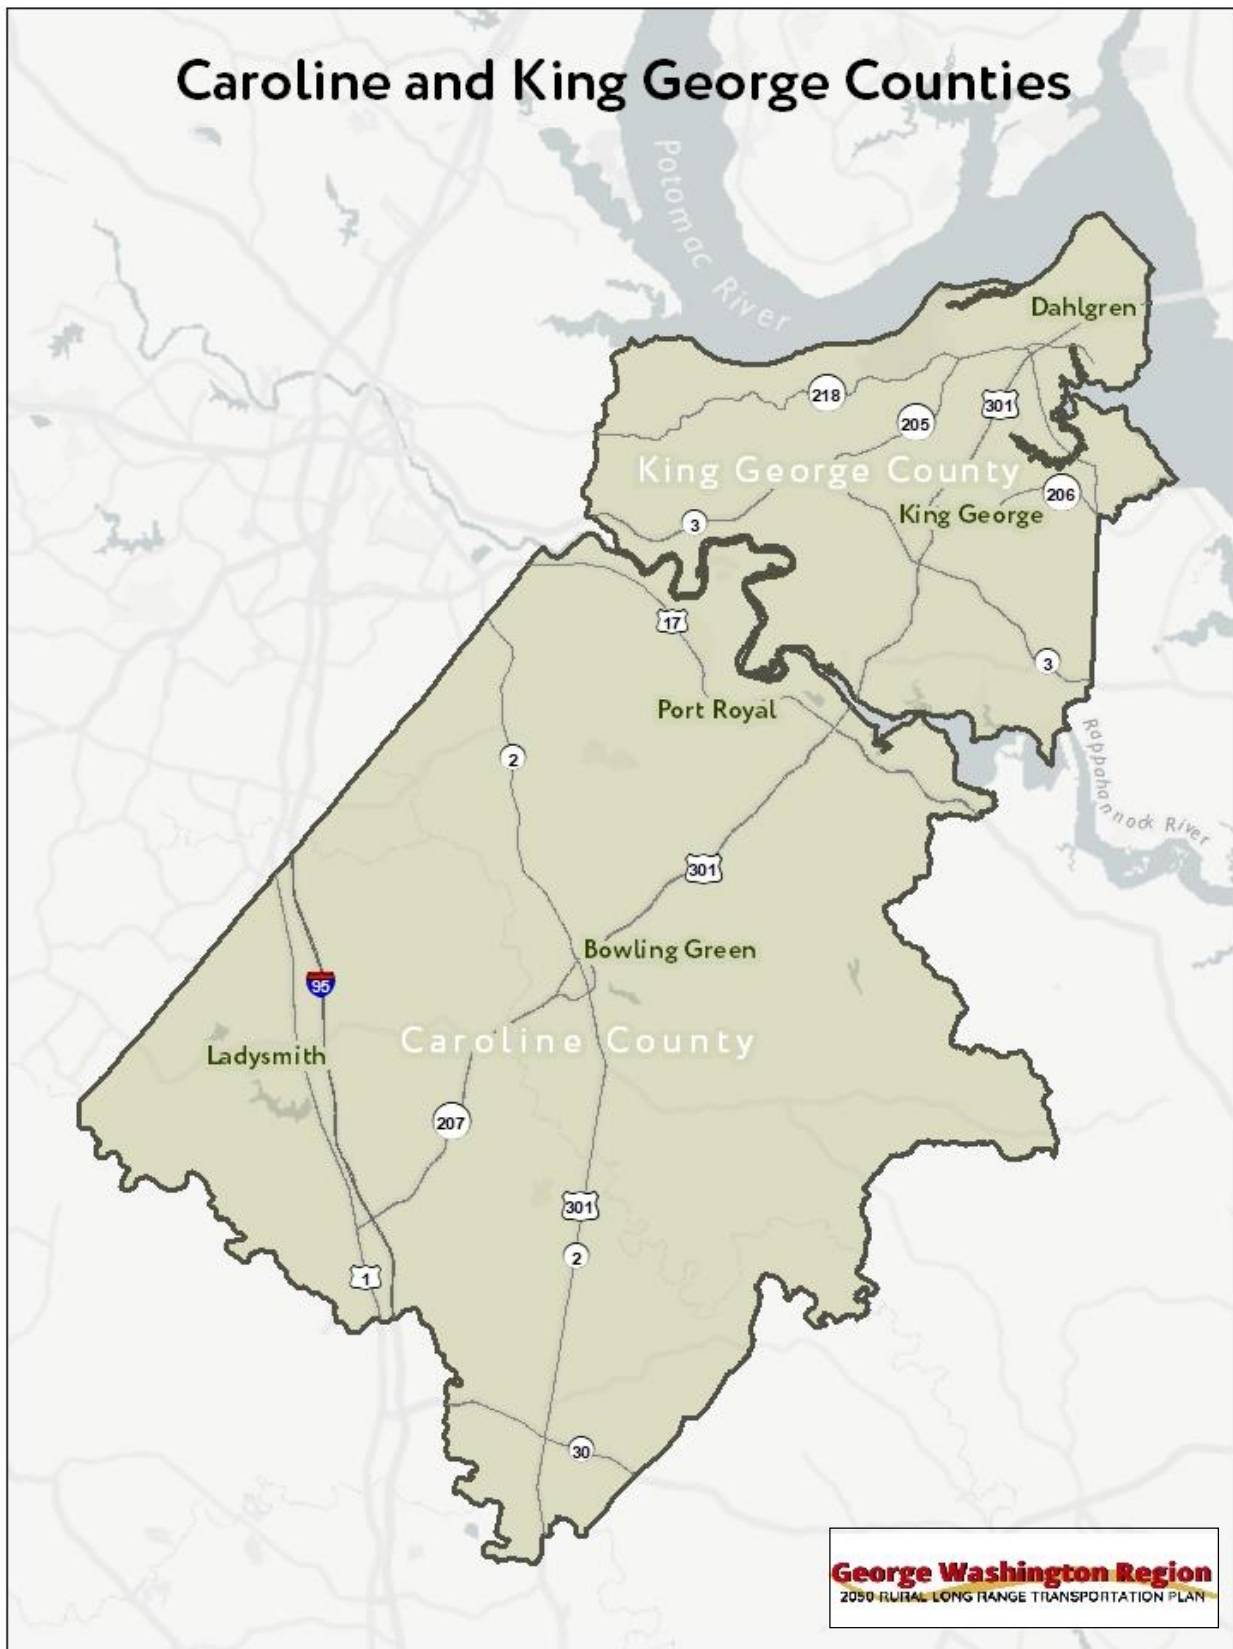 Caroline and King George Counties
Potomac River
Dahlgren
218
301
205
King George County
206
King George
3
17
3
Port Royal
Rappahannock River
2
301
Bowling Green
95
Caroline County
Ladysmith
207
301
2
1
30
George Washington Region
2050 RURAL LONG RANGE TRANSPORTATION PLAN